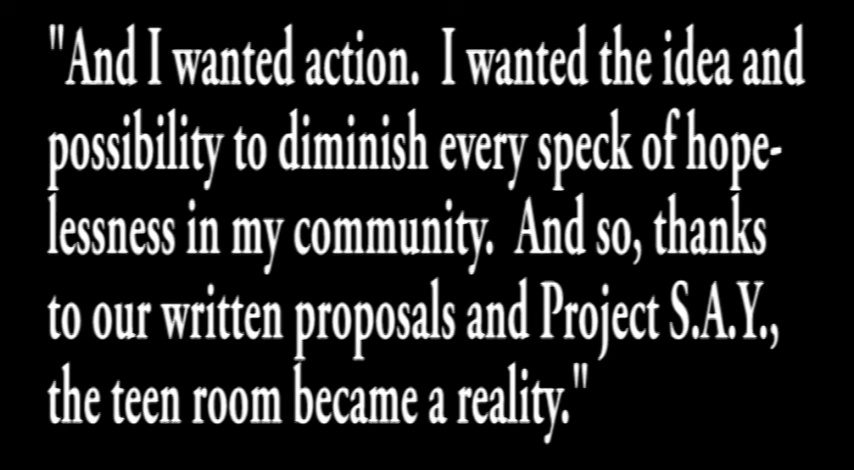 "And I wanted action.  I wanted the idea and
possibility to diminish every speck of hope-
lessness in my community.  And so, thanks
to our written proposals and Project S.A.Y.,
the teen room became a reality."